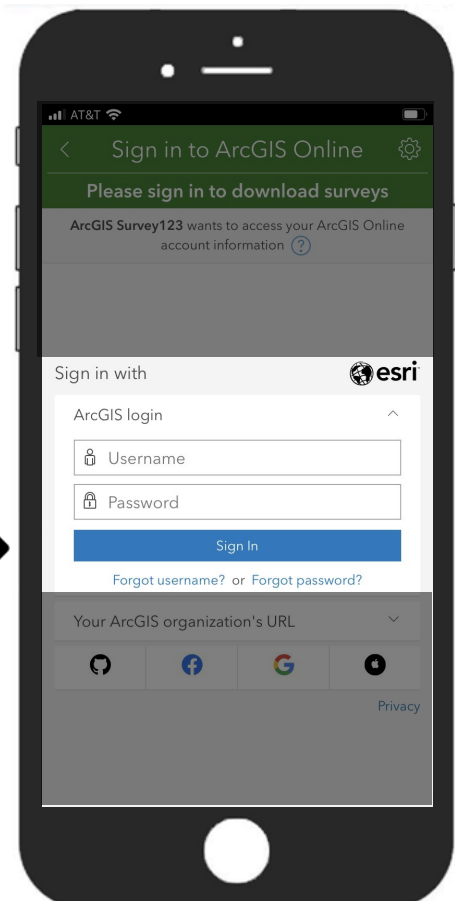 AT&T
Sign in to ArcGIS Online
Please sign in to download surveys
ArcGIS Survey123 wants to access your ArcGIS Online
account information ?
Sign in with esri
ArcGIS login
Username
Password
Sign In
Forgot username? or Forgot password?
Your ArcGIS organization's URL
G
Privacy